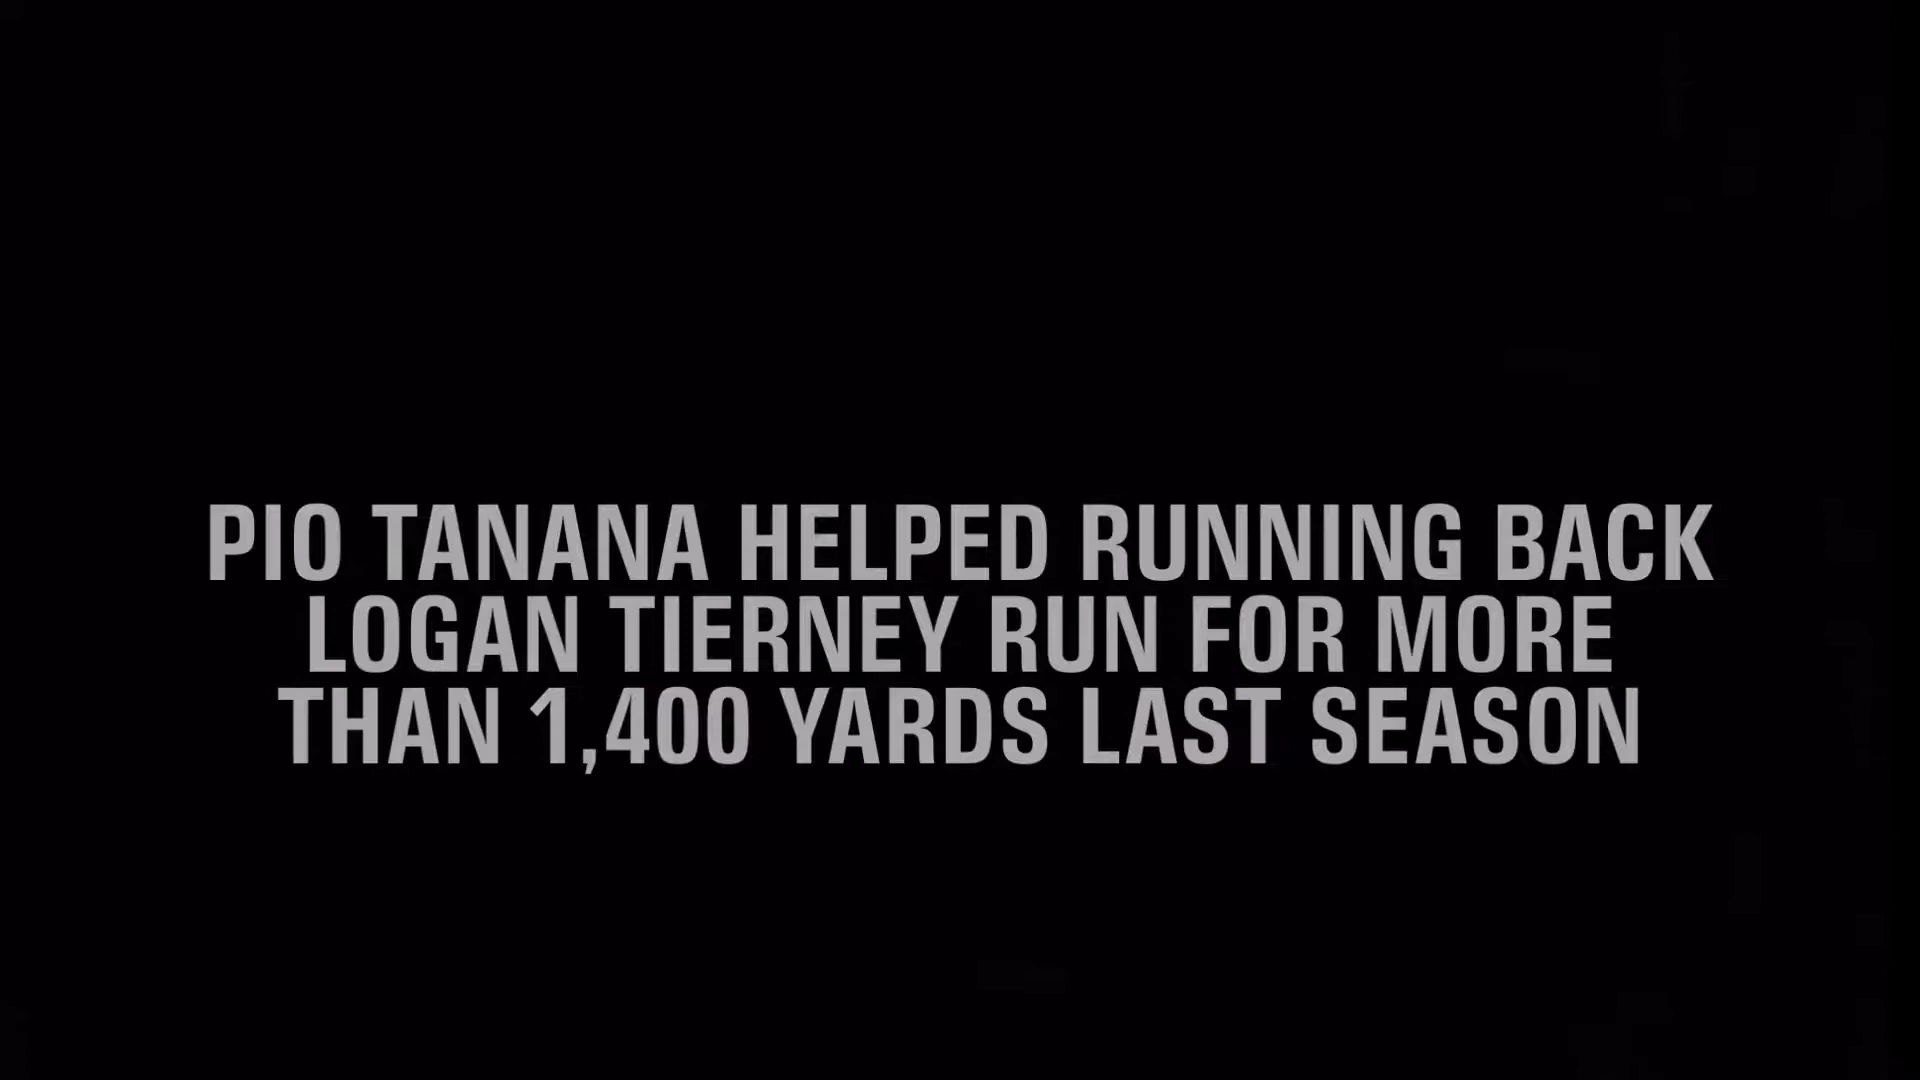 PIO TANANA HELPED RUNNING BACK
LOGAN TIERNEY RUN FOR MORE
THAN 1,400 YARDS LAST SEASON